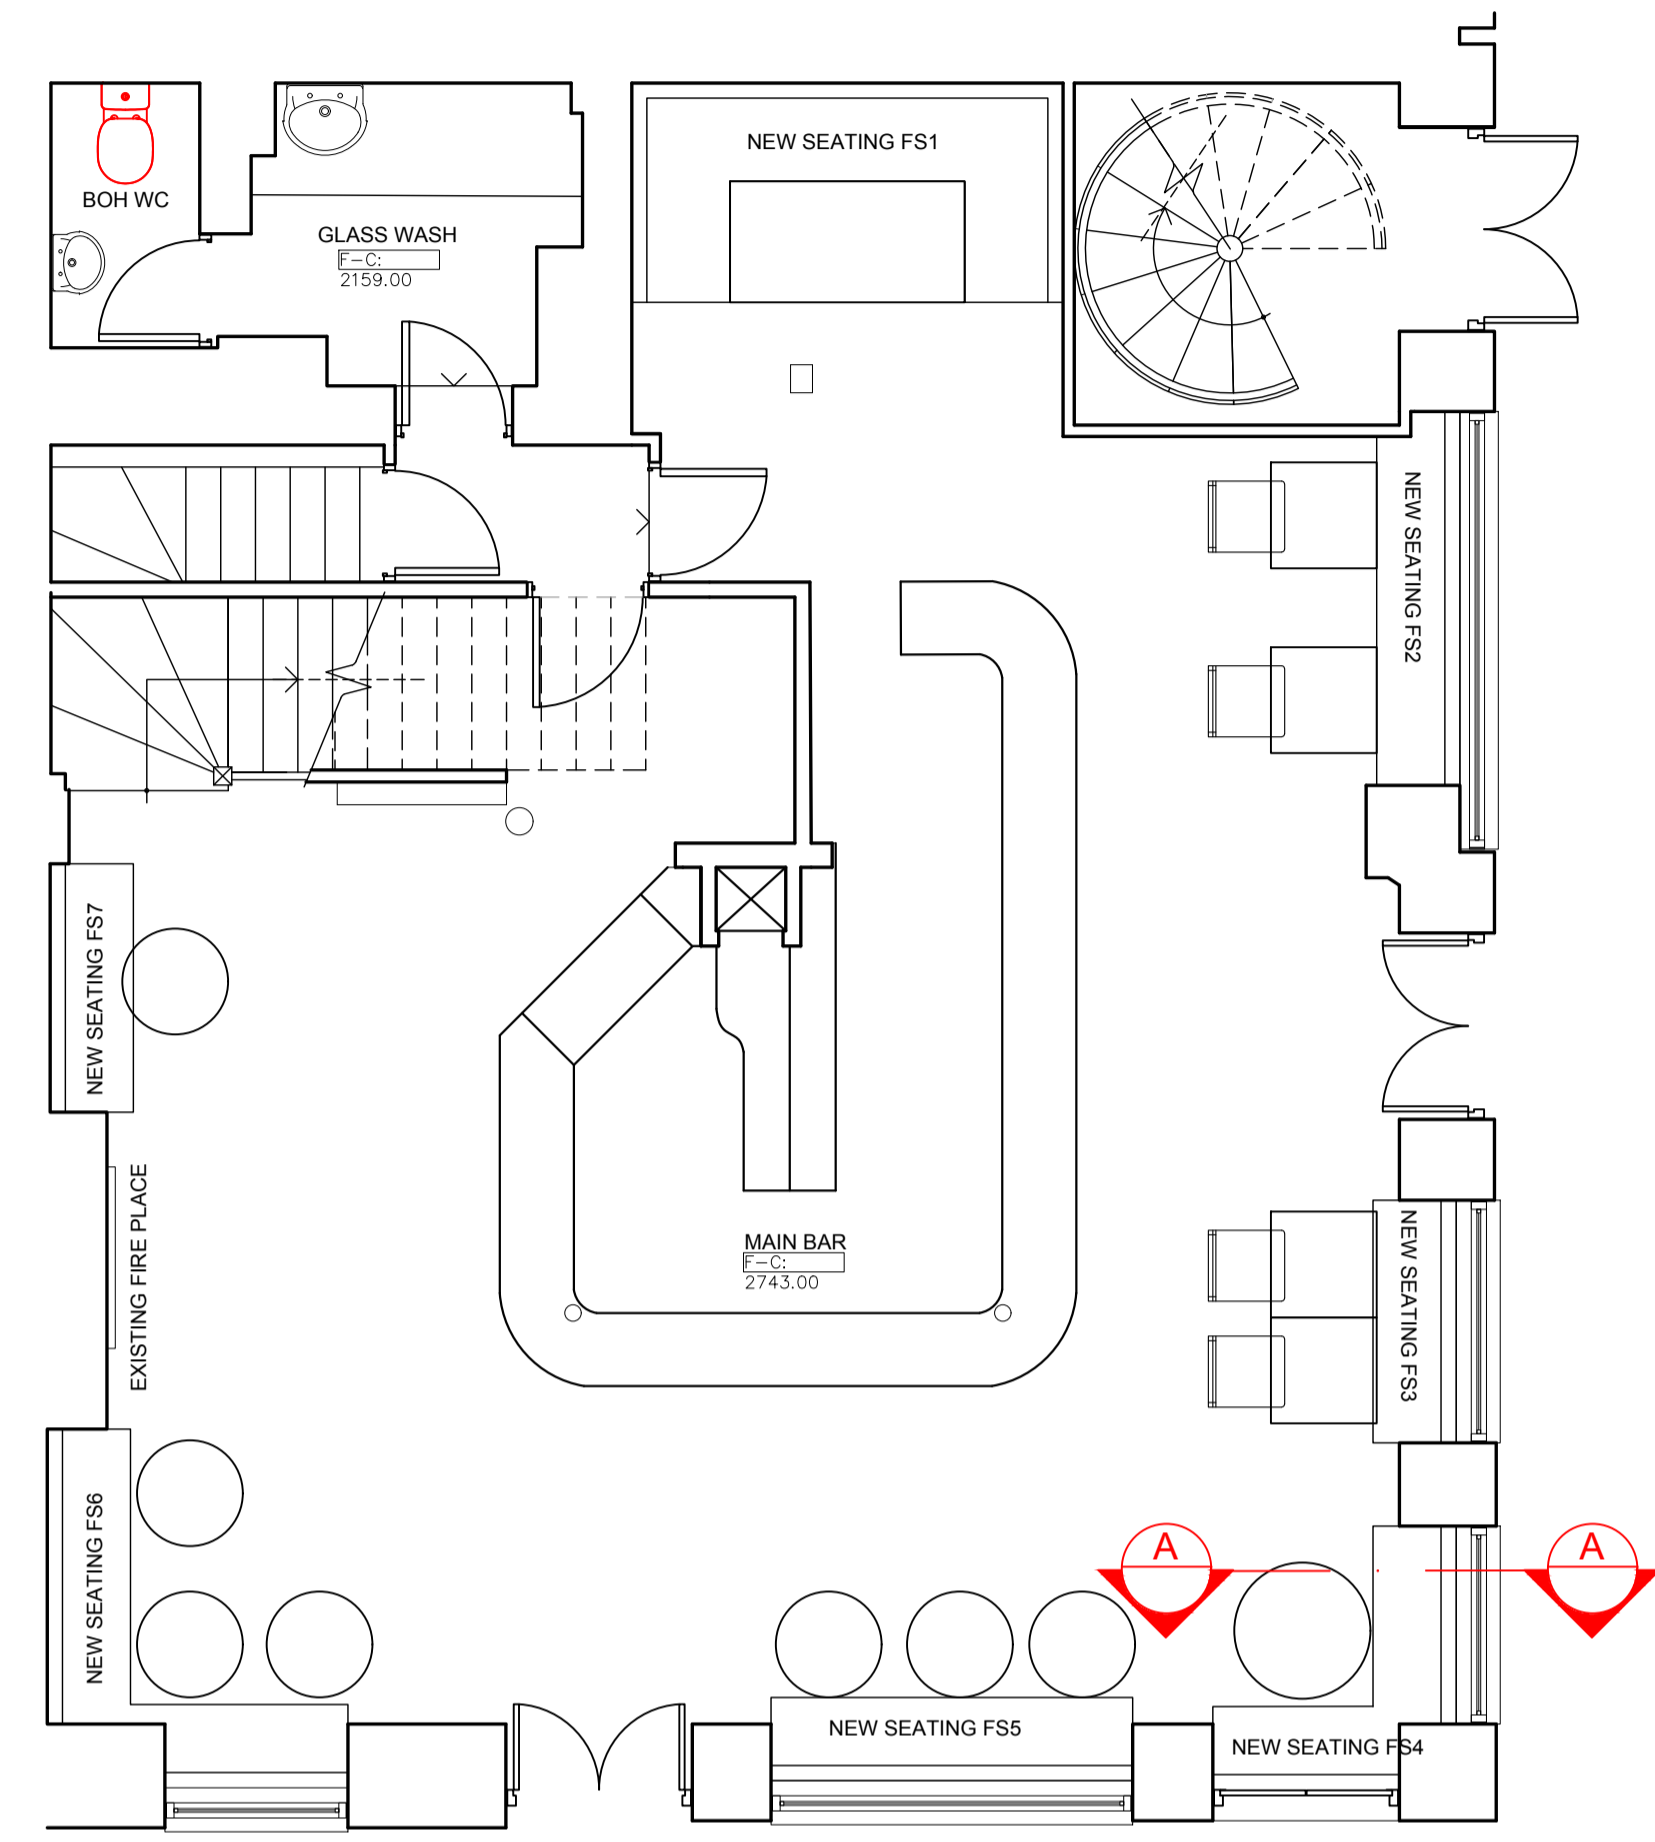 NEW SEATING FS1
BOH WC
GLASS WASH
F-C:
2159.00
NEW SEATING FS2
NEW SEATING FS7
EXISTING FIRE PLACE
MAIN BAR
F-C:
2743.00
NEW SEATING FS3
NEW SEATING FS6
A
A
NEW SEATING FS5
NEW SEATING FS4